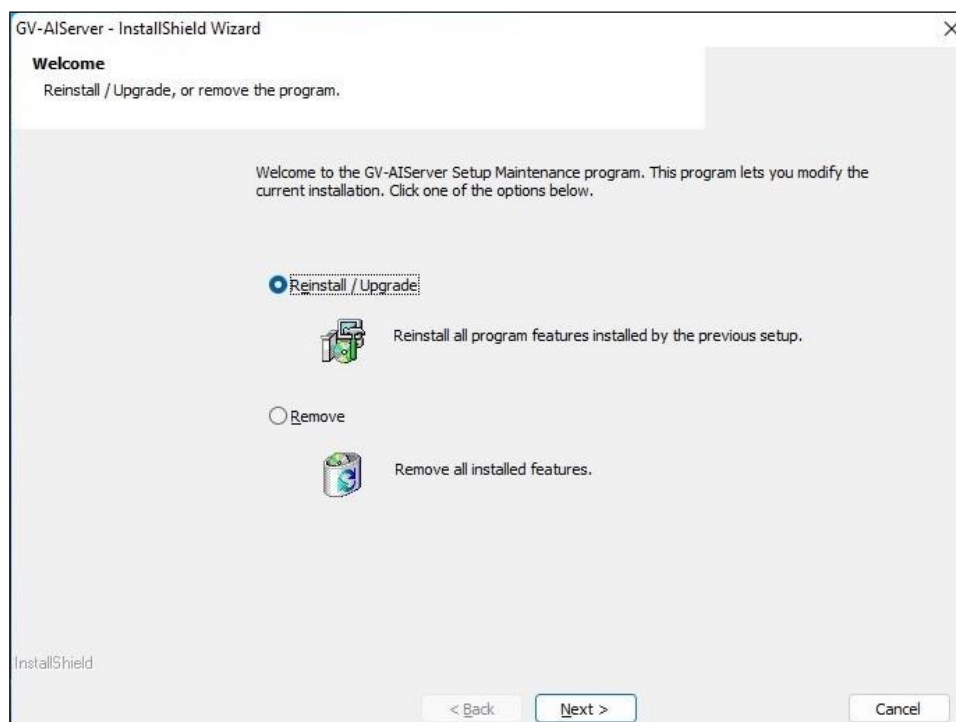 GV-AIServer - InstallShield Wizard
Welcome
Reinstall / Upgrade, or remove the program.
Welcome to the GV-AIServer Setup Maintenance program. This program lets you modify the
current installation. Click one of the options below.
Reinstall / Upgrade
Reinstall all program features installed by the previous setup.
Remove
Remove all installed features.
InstallShield
< Back
Next >
Cancel